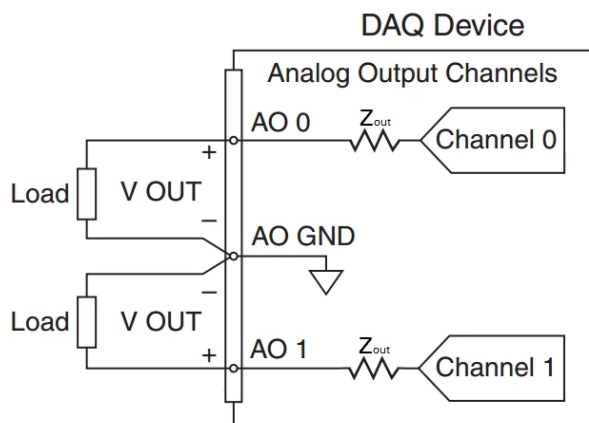 DAQ Device
Analog Output Channels
AO 0
Zout
Channel 0
+
Load
V OUT
–
AO GND
–
Load
V OUT
+
AO 1
Zout
Channel 1